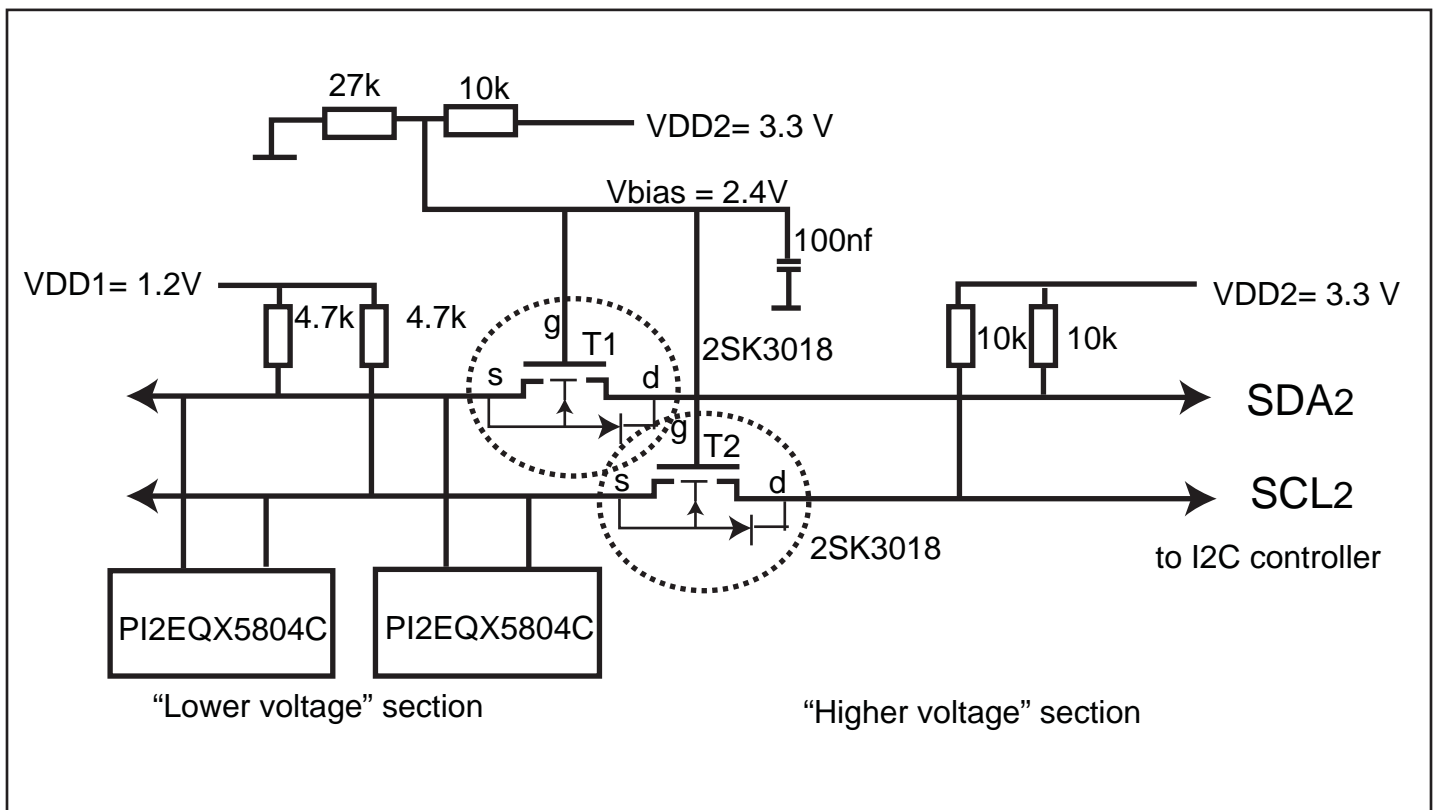 27k
10k
VDD2= 3.3 V
Vbias = 2.4V
100nf
VDD1= 1.2V
4.7k
4.7k
VDD2= 3.3 V
10k
10k
g
T1
2SK3018
s
d
SDA2
g
T2
s
d
SCL2
2SK3018
to I2C controller
PI2EQX5804C
PI2EQX5804C
“Lower voltage” section
“Higher voltage” section